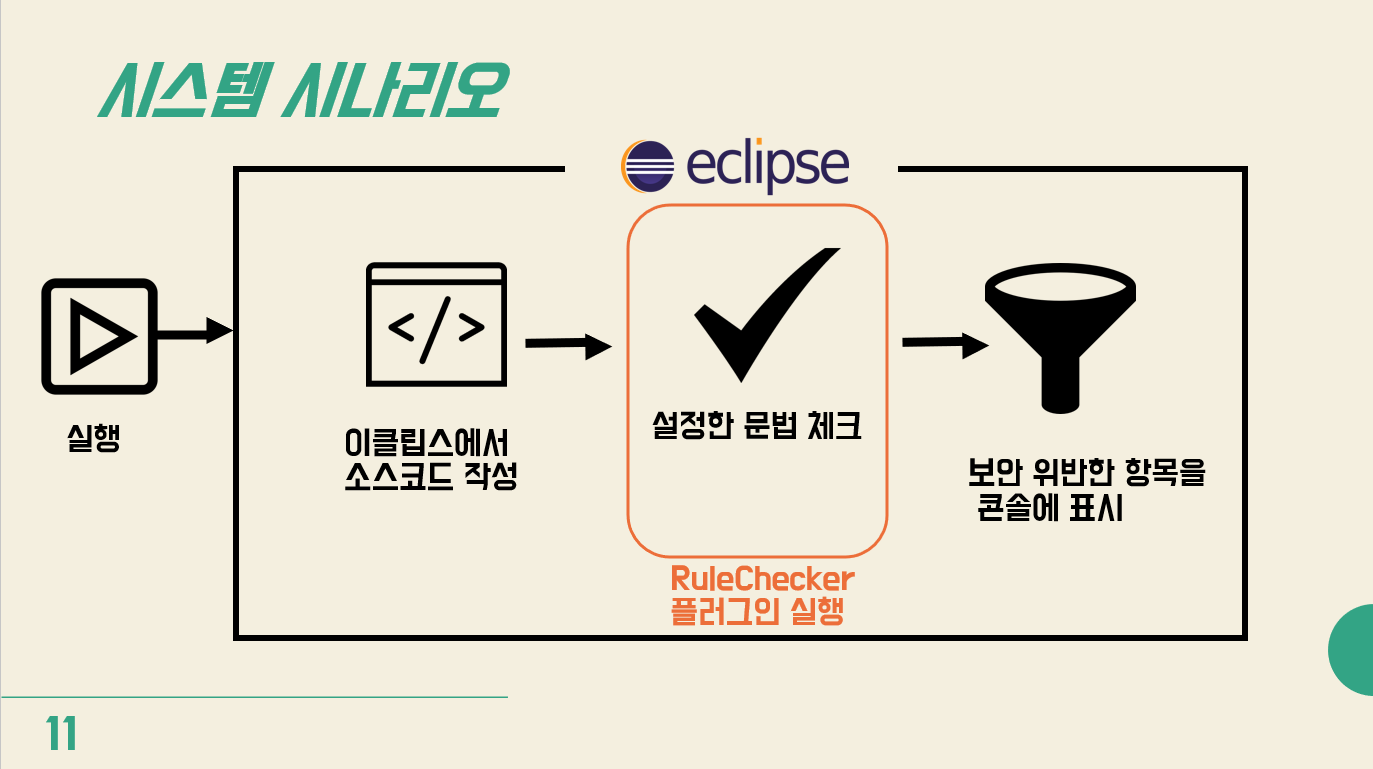 시스템 시나리오
eclipse
</>
실행
이클립스에서
소스코드 작성
설정한 문법 체크
보안 위반한 항목을
콘솔에 표시
RuleChecker
플러그인 실행
11